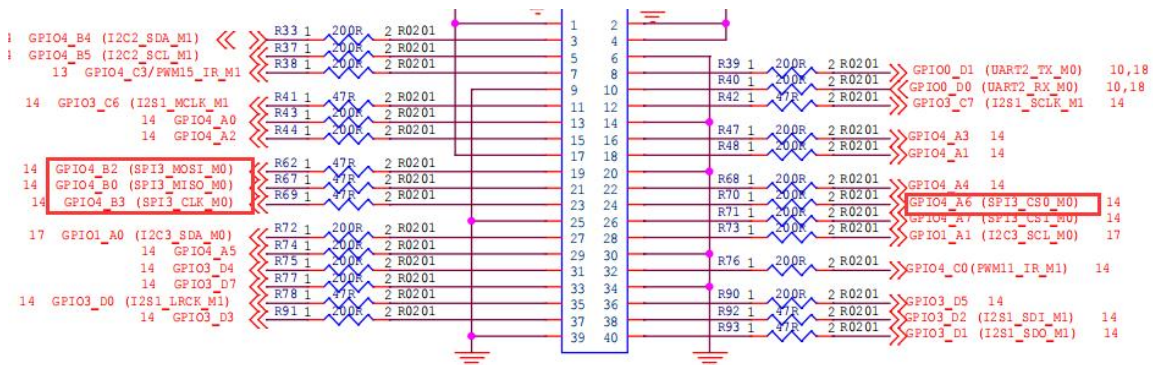 GPIO4_B4 (I2C2_SDA_M1) R33 1 200R 2 R0201
GPIO4_B5 (I2C2_SCL_M1) R37 1 200R 2 R0201
13 GPIO4_C3/PWM15_IR_M1 R38 1 200R 2 R0201
14 GPIO3_C6 (I2S1_MCLK_M1 R41 1 47R 2 R0201
14 GPIO4_A0 R43 1 200R 2 R0201
14 GPIO4_A2 R44 1 200R 2 R0201
14 GPIO4_B2 (SPI3_MOSI_M0) R62 1 47R 2 R0201
14 GPIO4_B0 (SPI3_MISO_M0) R67 1 47R 2 R0201
14 GPIO4_B3 (SPI3_CLK_M0) R69 1 47R 2 R0201
17 GPIO1_A0 (I2C3_SDA_M0) R72 1 200R 2 R0201
14 GPIO4_A5 R74 1 200R 2 R0201
14 GPIO3_D4 R75 1 200R 2 R0201
14 GPIO3_D7 R77 1 200R 2 R0201
14 GPIO3_D0 (I2S1_LRCK_M1) R78 1 47R 2 R0201
14 GPIO3_D3 R91 1 200R 2 R0201
1 2
3 4
5 6
7 8
9 10
11 12
13 14
15 16
17 18
19 20
21 22
23 24
25 26
27 28
29 30
31 32
33 34
35 36
37 38
39 40
R39 1 200R 2 R0201 GPIO0_D1 (UART2_TX_M0) 10,18
R40 1 200R 2 R0201 GPIO0_D0 (UART2_RX_M0) 10,18
R42 1 47R 2 R0201 GPIO3_C7 (I2S1_SCLK_M1 14
R47 1 200R 2 R0201 GPIO4_A3 14
R48 1 200R 2 R0201 GPIO4_A1 14
R68 1 200R 2 R0201 GPIO4_A4 14
R70 1 200R 2 R0201 GPIO4_A6 (SPI3_CS0_M0) 14
R71 1 200R 2 R0201 GPIO4_A7 (SPI3_CS1_M0) 14
R73 1 200R 2 R0201 GPIO1_A1 (I2C3_SCL_M0) 17
R76 1 200R 2 R0201 GPIO4_C0(PWM11_IR_M1) 14
R90 1 200R 2 R0201 GPIO3_D5 14
R92 1 47R 2 R0201 GPIO3_D2 (I2S1_SDI_M1) 14
R93 1 47R 2 R0201 GPIO3_D1 (I2S1_SDO_M1) 14